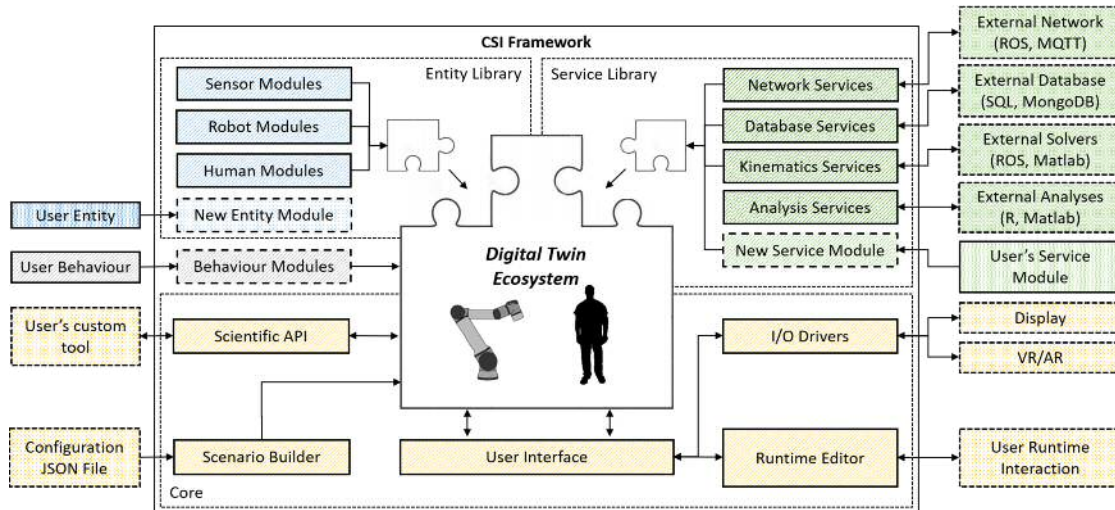 CSI Framework
Entity Library
Service Library
Sensor Modules
Robot Modules
Human Modules
User Entity
New Entity Module
User Behaviour
Behaviour Modules
Network Services
Database Services
Kinematics Services
Analysis Services
New Service Module
External Network
(ROS, MQTT)
External Database
(SQL, MongoDB)
External Solvers
(ROS, Matlab)
External Analyses
(R, Matlab)
User's Service
Module
Digital Twin
Ecosystem
User's custom
tool
Scientific API
I/O Drivers
Display
VR/AR
Configuration
JSON File
Scenario Builder
User Interface
Runtime Editor
User Runtime
Interaction
Core